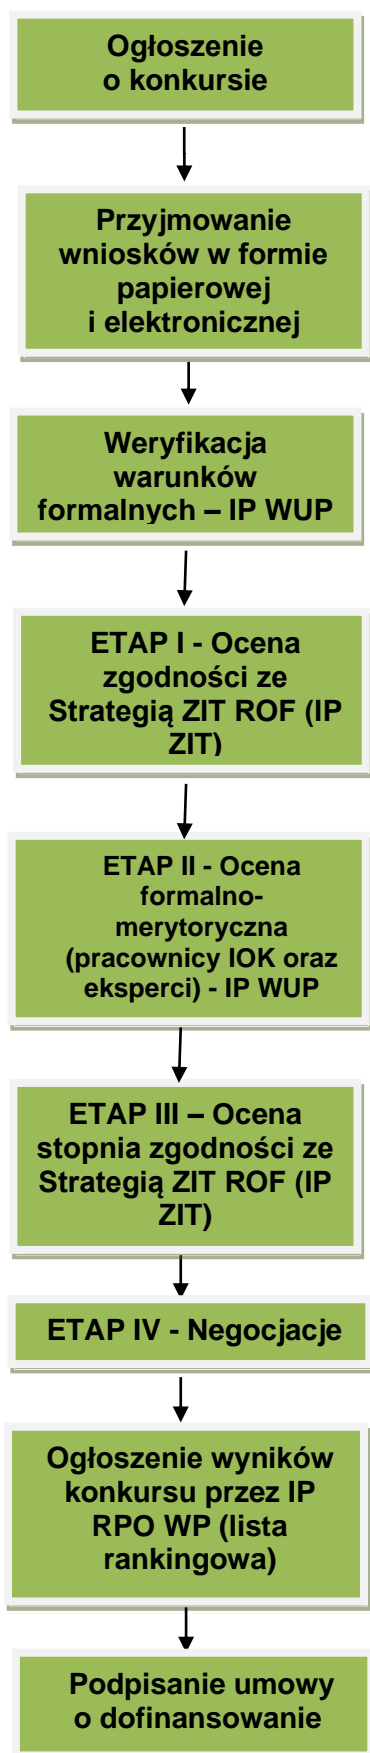 Ogłoszenie
o konkursie
Przyjmowanie
wniosków w formie
papierowej
i elektronicznej
Weryfikacja
warunków
formalnych – IP WUP
ETAP I - Ocena
zgodności ze
Strategią ZIT ROF (IP
ZIT)
ETAP II - Ocena
formalno-
merytoryczna
(pracownicy IOK oraz
eksperci) - IP WUP
ETAP III – Ocena
stopnia zgodności ze
Strategią ZIT ROF (IP
ZIT)
ETAP IV - Negocjacje
Ogłoszenie wyników
konkursu przez IP
RPO WP (lista
rankingowa)
Podpisanie umowy
o dofinansowanie